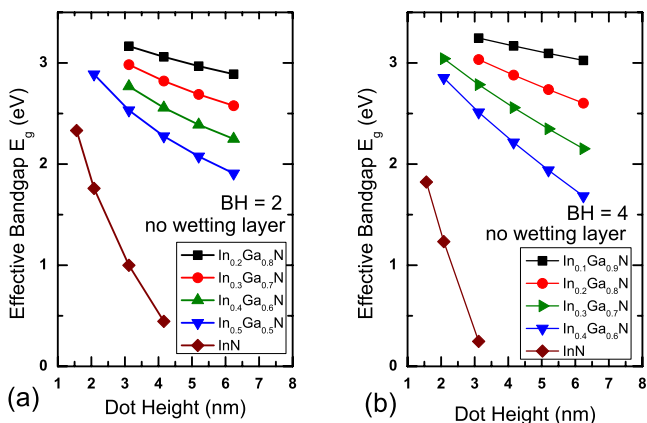 3
2
1
0
Effective Bandgap E_g (eV)
BH = 2
no wetting layer
In₀.₂Ga₀.₈N
In₀.₃Ga₀.₇N
In₀.₄Ga₀.₆N
In₀.₅Ga₀.₅N
InN
1 2 3 4 5 6 7 8
(a)
Dot Height (nm)
3
2
1
0
Effective Bandgap E_g (eV)
BH = 4
no wetting layer
In₀.₁Ga₀.₉N
In₀.₂Ga₀.₈N
In₀.₃Ga₀.₇N
In₀.₄Ga₀.₆N
InN
1 2 3 4 5 6 7 8
(b)
Dot Height (nm)